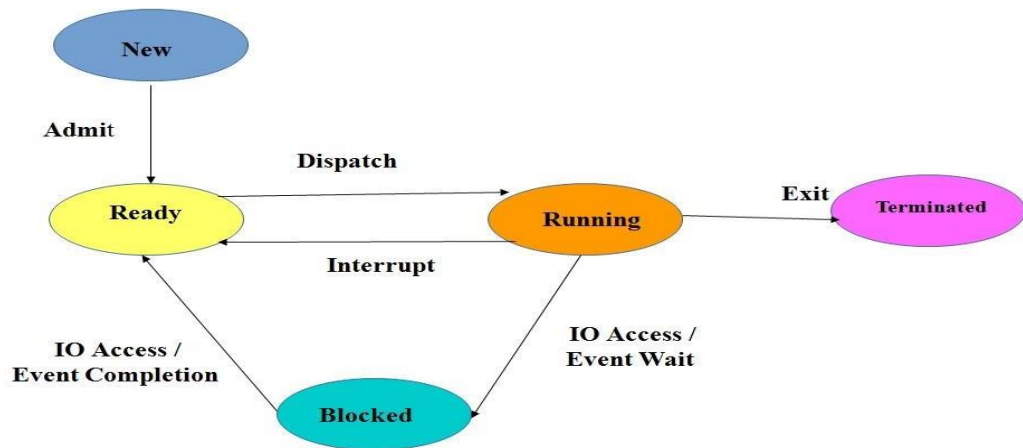 New
Admit
Dispatch
Ready
Running
Exit
Terminated
Interrupt
IO Access /
Event Completion
IO Access /
Event Wait
Blocked